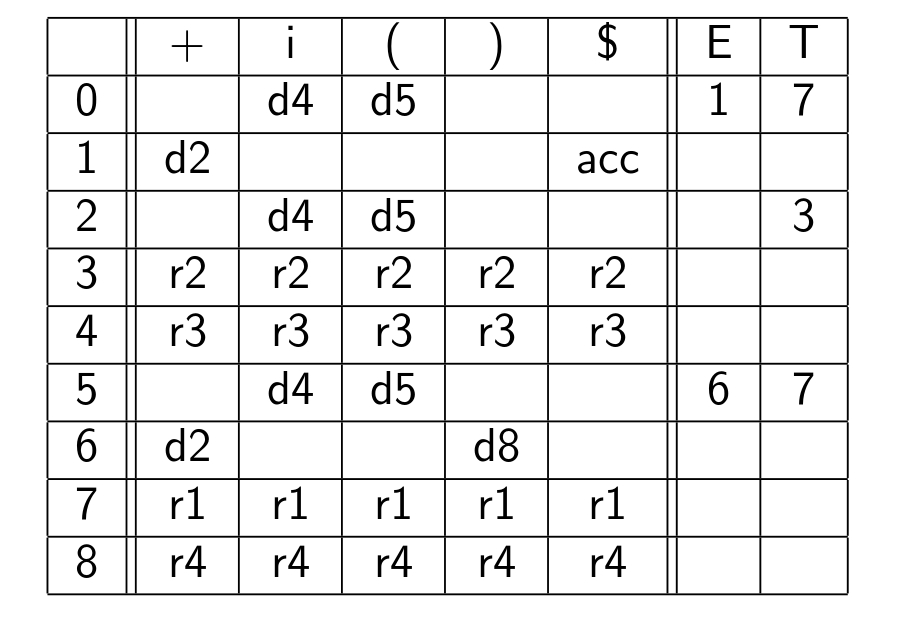 + i ( ) $ E T
0 d4 d5 1 7
1 d2 acc
2 d4 d5 3
3 r2 r2 r2 r2 r2
4 r3 r3 r3 r3 r3
5 d4 d5 6 7
6 d2 d8
7 r1 r1 r1 r1 r1
8 r4 r4 r4 r4 r4